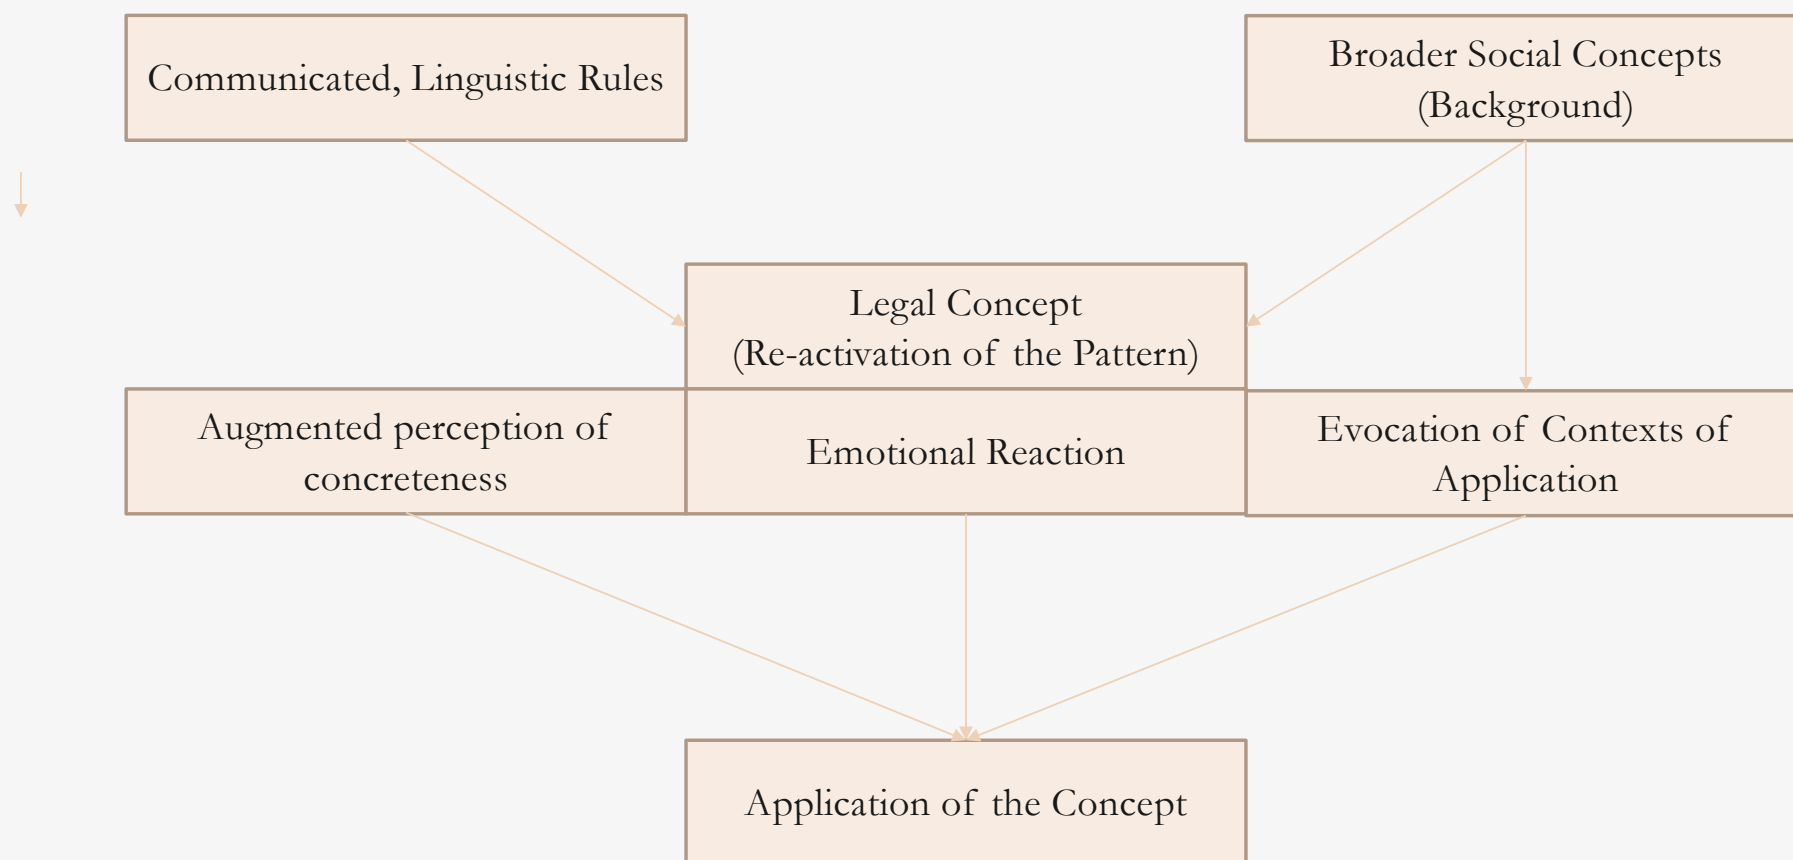 Communicated, Linguistic Rules
Broader Social Concepts
(Background)
Legal Concept
(Re-activation of the Pattern)
Augmented perception of
concreteness
Emotional Reaction
Evocation of Contexts of
Application
Application of the Concept